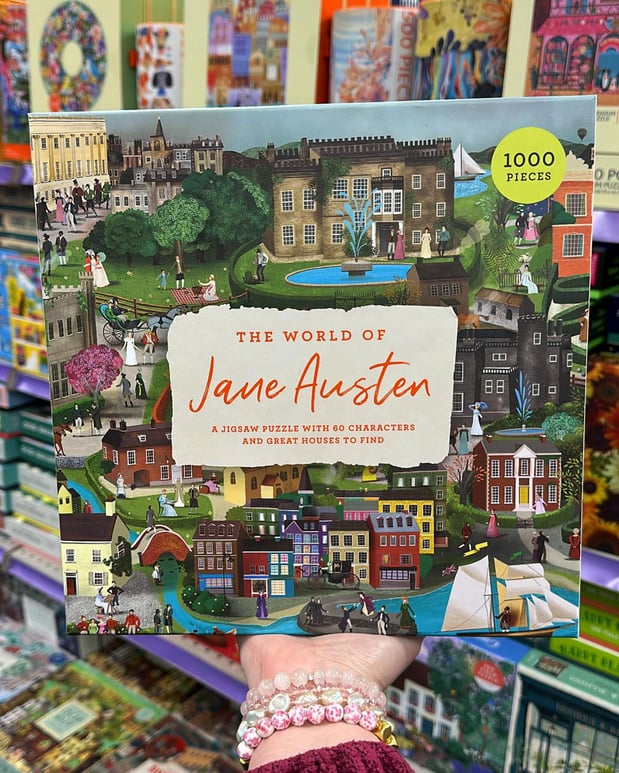 1000
PIECES
THE WORLD OF
Jane Austen
A JIGSAW PUZZLE WITH 60 CHARACTERS
AND GREAT HOUSES TO FIND